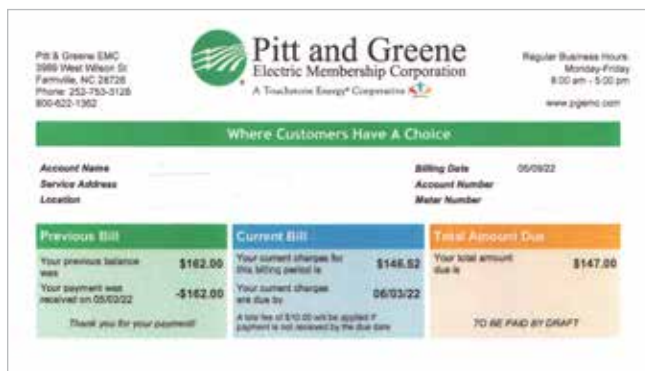 Pitt & Greene EMC
3989 West Wilson St
Farmville, NC 28728
Phone: 252-753-3128
800-622-1362
Pitt and Greene
Electric Membership Corporation
A Touchstone Energy® Cooperative
Regular Business Hours:
Monday-Friday
8:00 am - 5:00 pm
www.pgemc.com
Where Customers Have A Choice
Account Name
Service Address
Location
Billing Date 05/09/22
Account Number
Meter Number
Previous Bill
Your previous balance was $162.00
Your payment was received on 05/03/22 -$162.00
Thank you for your payment!
Current Bill
Your current charges for this billing period is $146.52
Your current charges are due by 06/03/22
A late fee of $10.00 will be applied if
payment is not received by the due date
Total Amount Due
Your total amount due is $147.00
TO BE PAID BY DRAFT